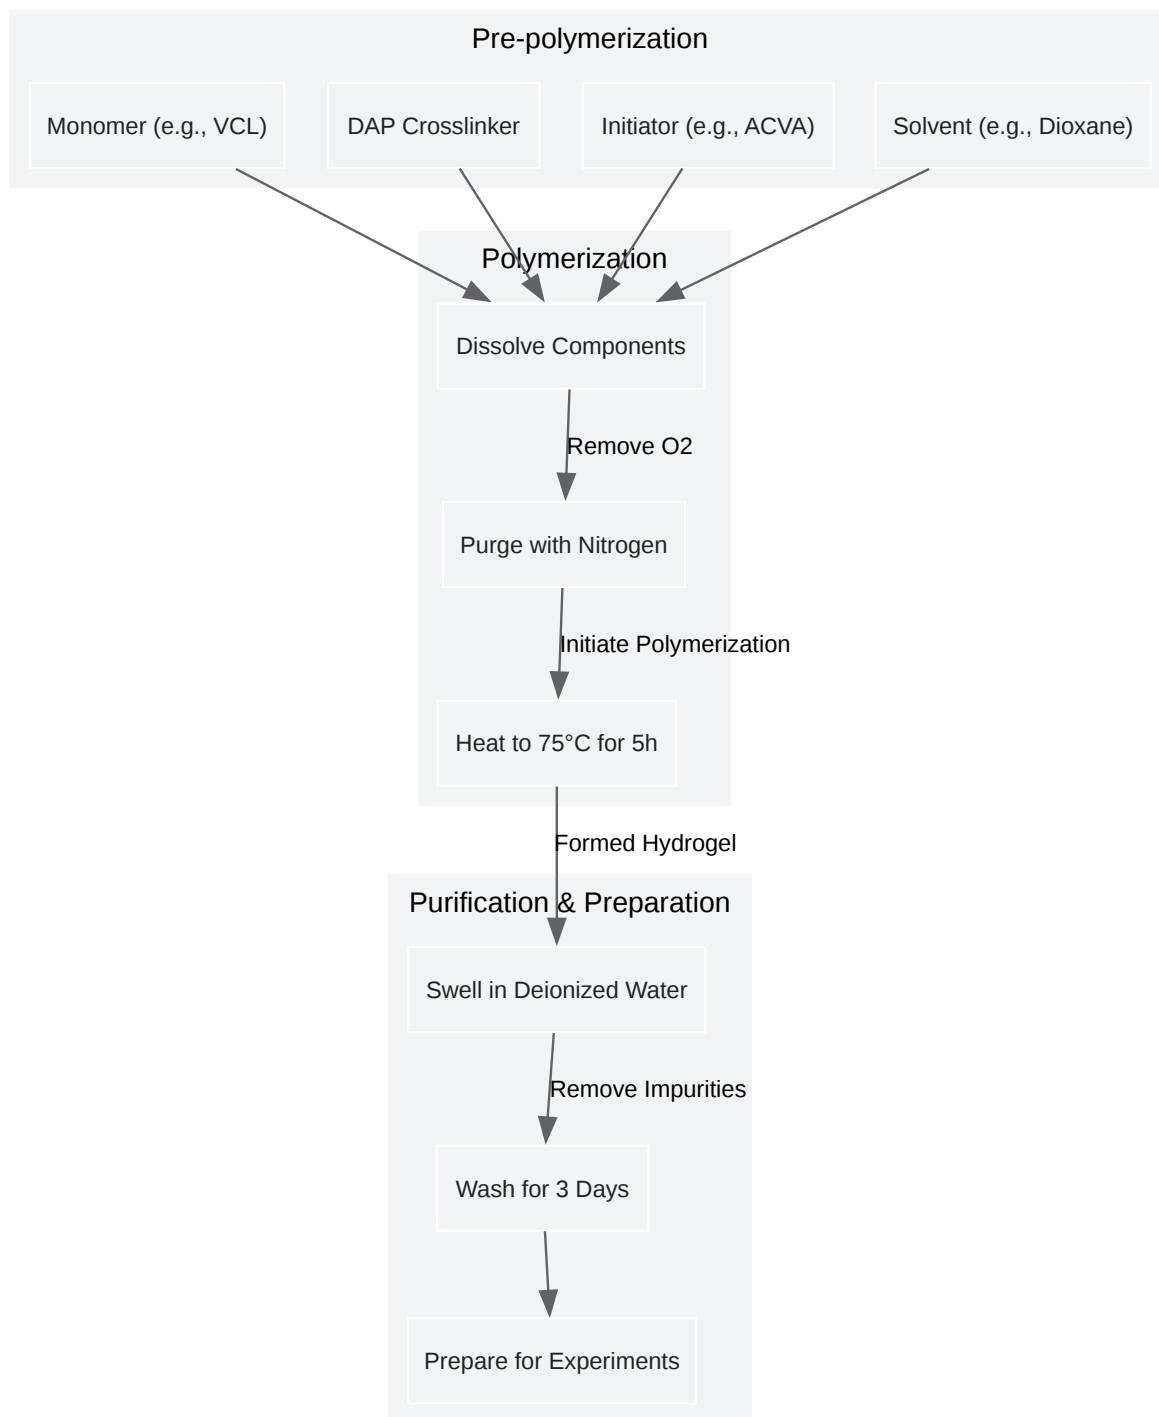 Pre-polymerization
Monomer (e.g., VCL)
DAP Crosslinker
Initiator (e.g., ACVA)
Solvent (e.g., Dioxane)
Polymerization
Dissolve Components
Remove O2
Purge with Nitrogen
Initiate Polymerization
Heat to 75°C for 5h
Formed Hydrogel
Purification & Preparation
Swell in Deionized Water
Remove Impurities
Wash for 3 Days
Prepare for Experiments